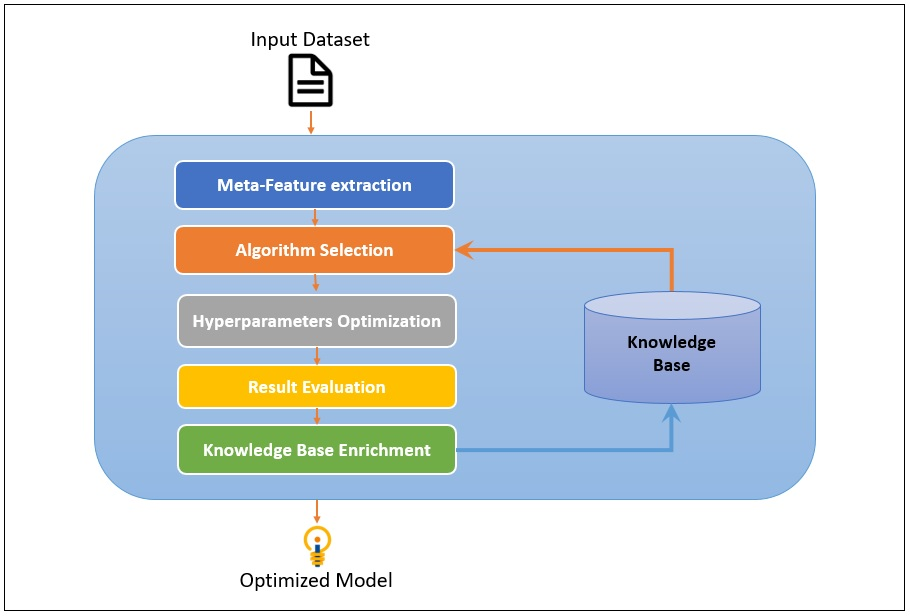 Input Dataset
Meta-Feature extraction
Algorithm Selection
Hyperparameters Optimization
Result Evaluation
Knowledge Base Enrichment
Knowledge
Base
Optimized Model